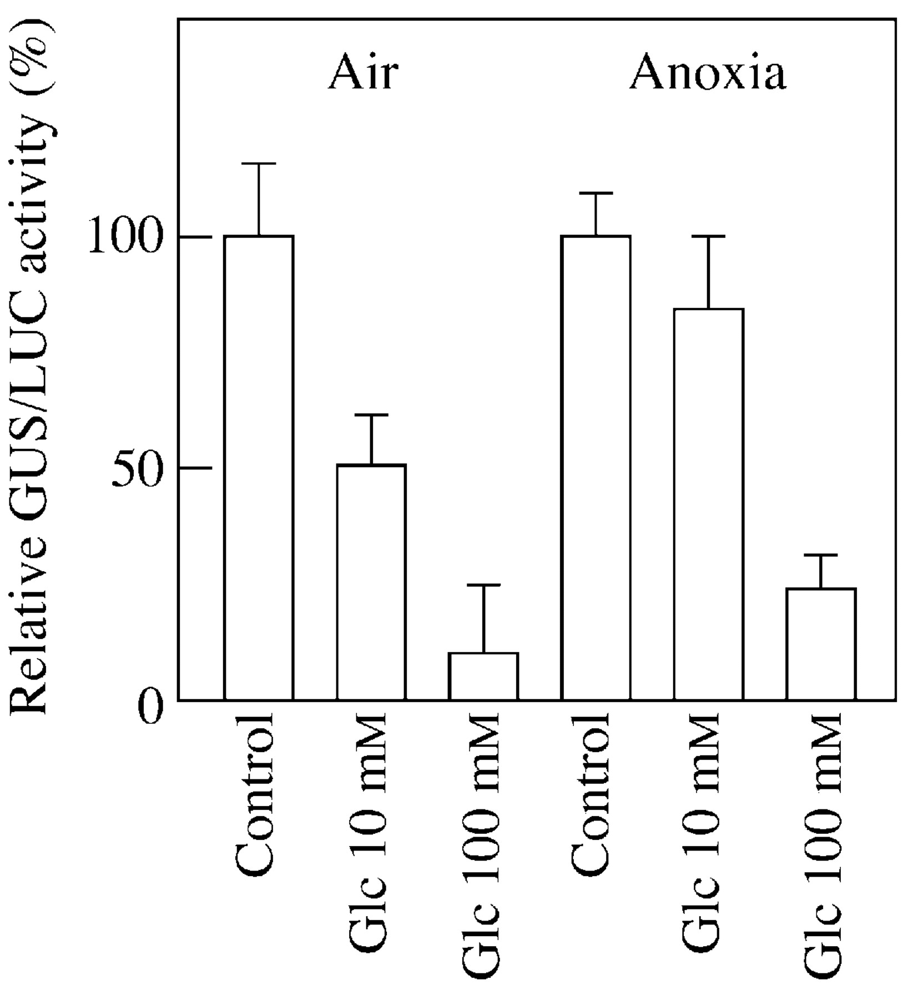 Relative GUS/LUC activity (%)
Air
Anoxia
100
50
0
Control
Glc 10 mM
Glc 100 mM
Control
Glc 10 mM
Glc 100 mM